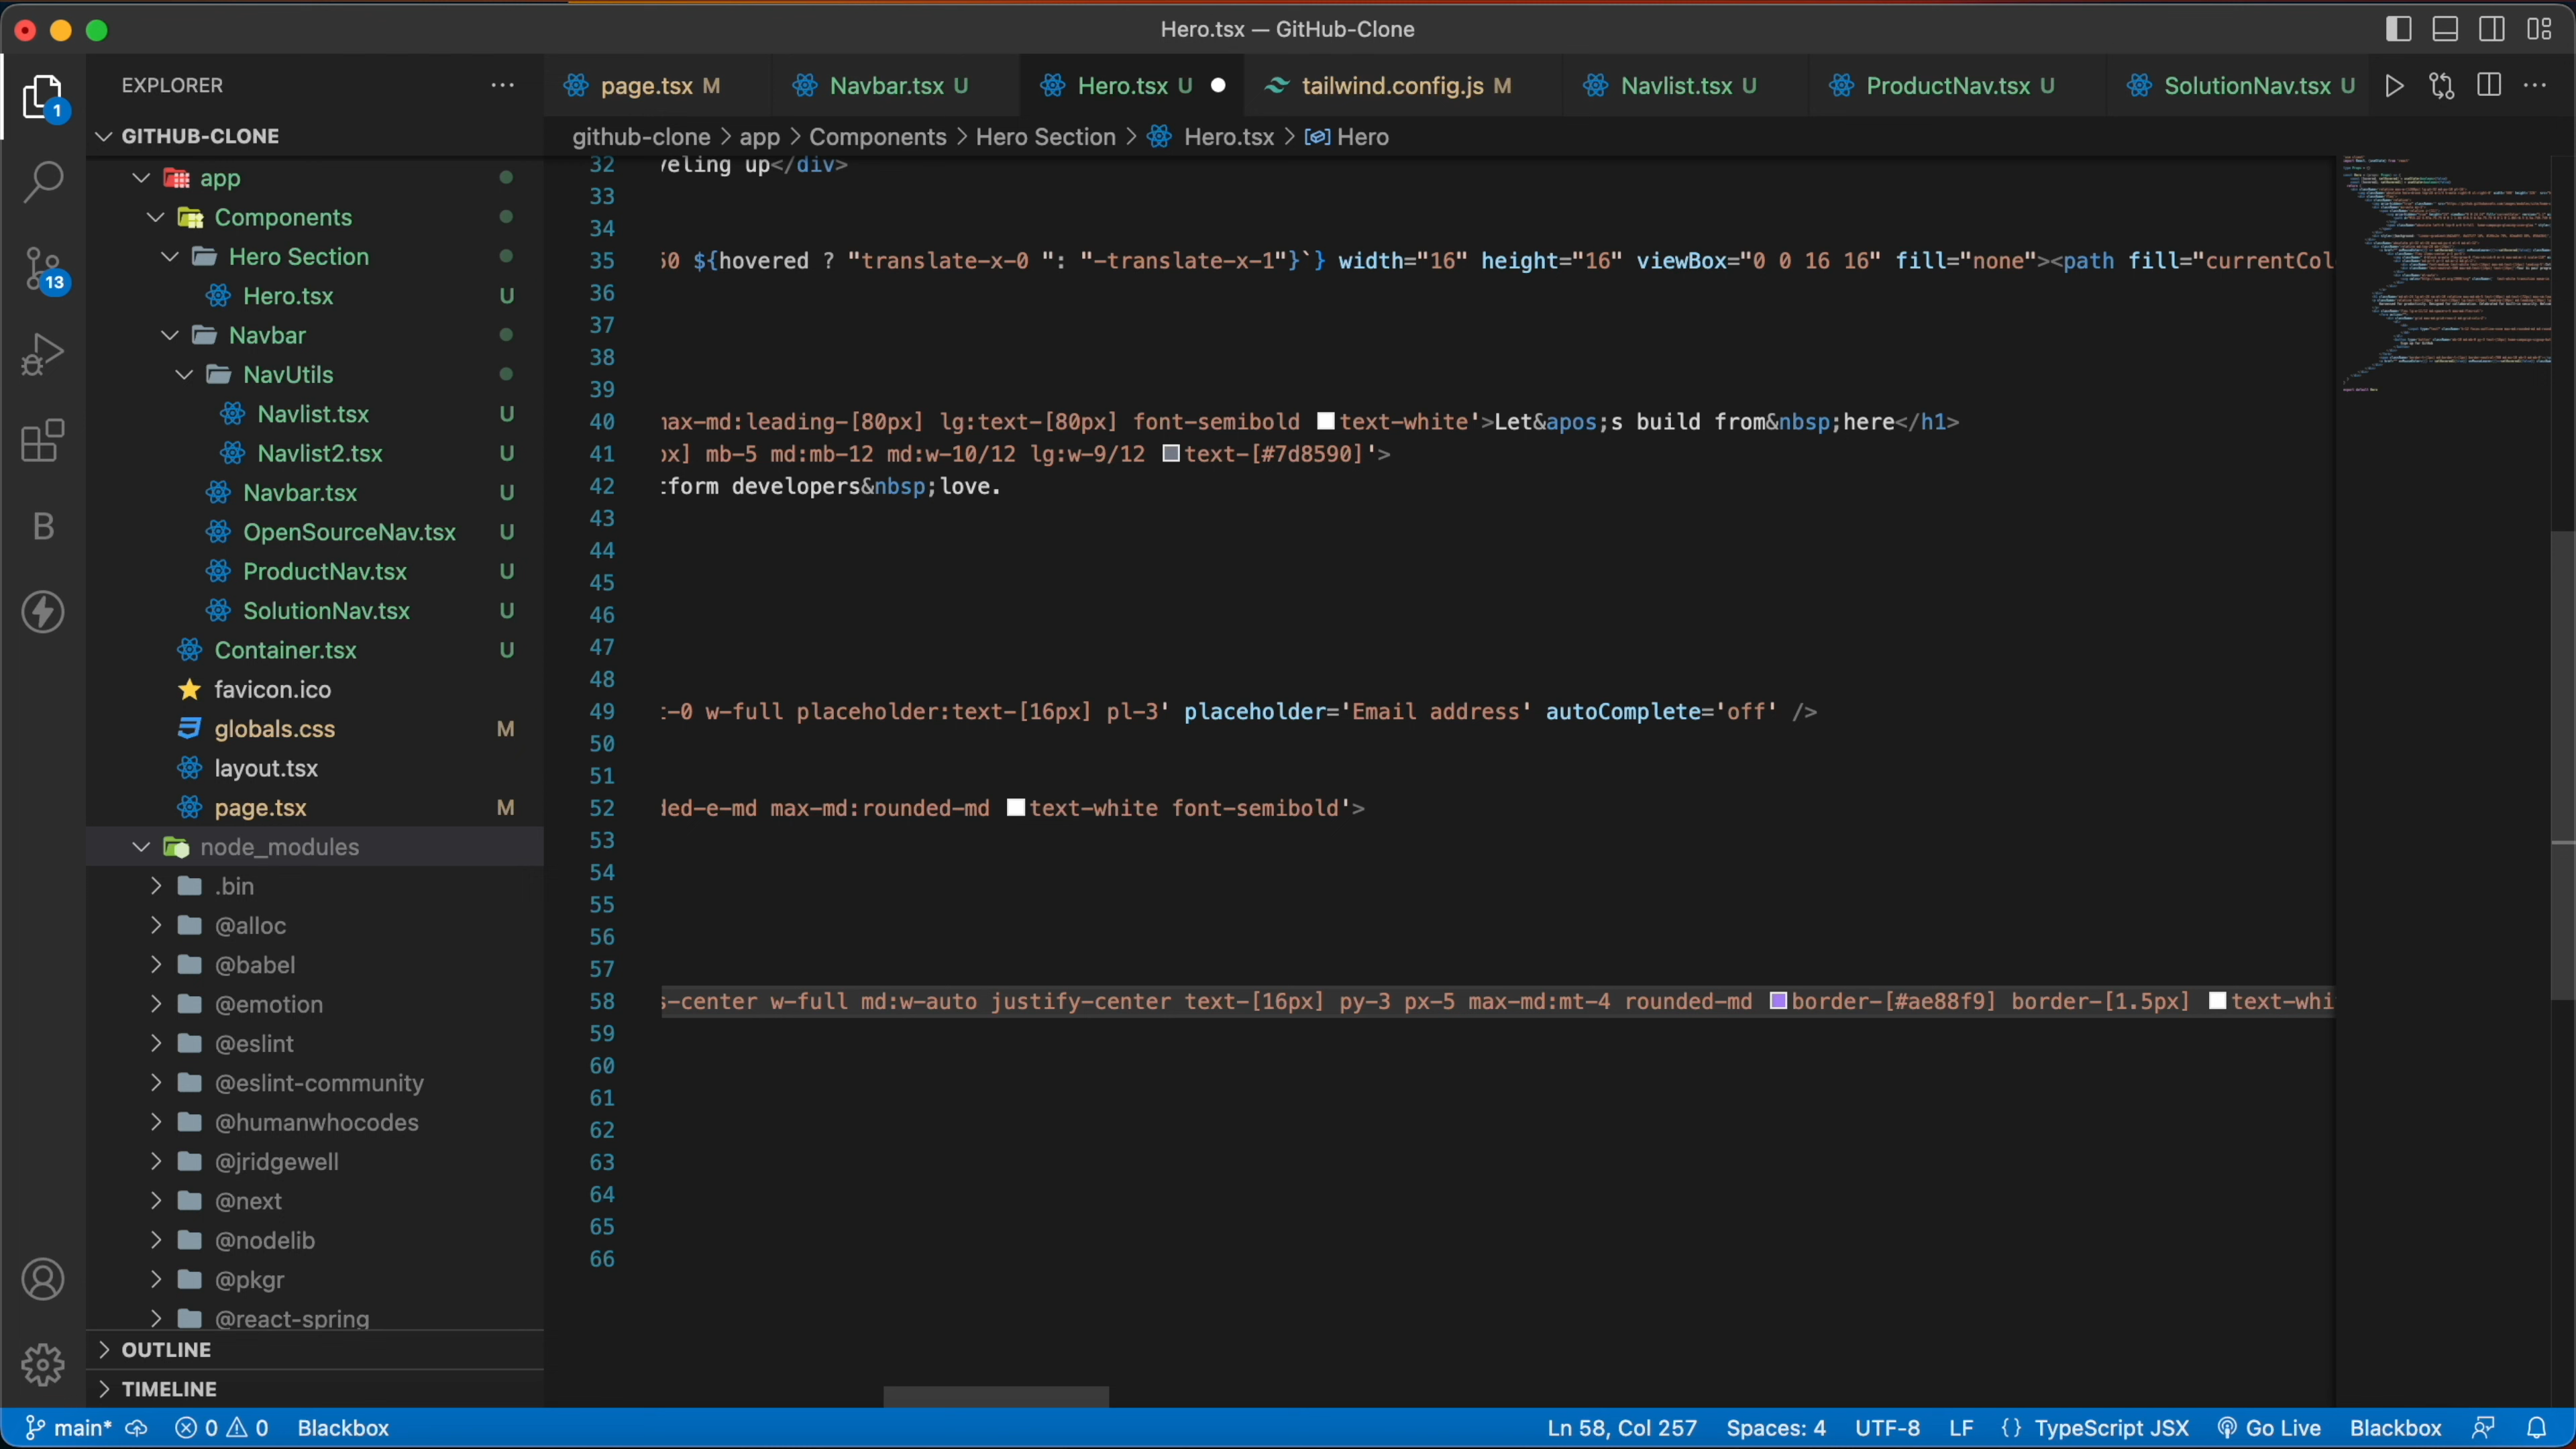 Hero.tsx — GitHub-Clone
EXPLORER
page.tsx M
Navbar.tsx U
Hero.tsx U
tailwind.config.js M
Navlist.tsx U
ProductNav.tsx U
SolutionNav.tsx U
1
13
B
GITHUB-CLONE
app
Components
Hero Section
Hero.tsx U
Navbar
NavUtils
Navlist.tsx U
Navlist2.tsx U
Navbar.tsx U
OpenSourceNav.tsx U
ProductNav.tsx U
SolutionNav.tsx U
Container.tsx U
favicon.ico
globals.css M
layout.tsx
page.tsx M
node_modules
.bin
@alloc
@babel
@emotion
@eslint
@eslint-community
@humanwhocodes
@jridgewell
@next
@nodelib
@pkgr
@react-spring
OUTLINE
TIMELINE
github-clone > app > Components > Hero Section > Hero.tsx > Hero
32 veling up</div>
33
34
35 50 ${hovered ? "translate-x-0 ": "-translate-x-1"}`} width="16" height="16" viewBox="0 0 16 16" fill="none"><path fill="currentCol
36
37
38
39
40 max-md:leading-[80px] lg:text-[80px] font-semibold text-white'>Let&apos;s build from&nbsp;here</h1>
41 px] mb-5 md:mb-12 md:w-10/12 lg:w-9/12 text-[#7d8590]'>
42 tform developers&nbsp;love.
43
44
45
46
47
48
49 t-0 w-full placeholder:text-[16px] pl-3' placeholder='Email address' autoComplete='off' />
50
51
52 ded-e-md max-md:rounded-md text-white font-semibold'>
53
54
55
56
57
58 s-center w-full md:w-auto justify-center text-[16px] py-3 px-5 max-md:mt-4 rounded-md border-[#ae88f9] border-[1.5px] text-whi
59
60
61
62
63
64
65
66
main* 0 0 Blackbox
Ln 58, Col 257 Spaces: 4 UTF-8 LF {} TypeScript JSX Go Live Blackbox